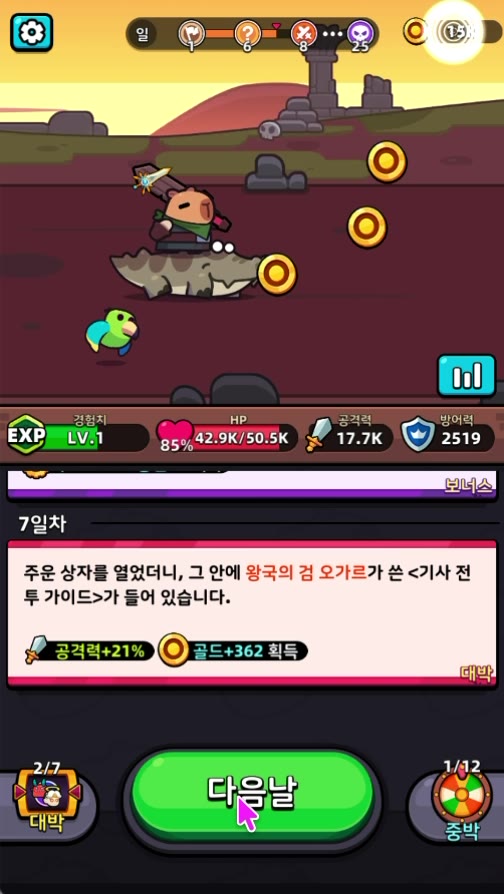 일
1
6
8
25
경험치
EXP
LV.1
HP
85%
42.9K/50.5K
공격력
17.7K
방어력
2519
보너스
7일차
주운 상자를 열었더니, 그 안에 왕국의 검 오가르가 쓴 <기사 전
투 가이드>가 들어 있습니다.
공격력+21%
골드+362 획득
대박
2/7
대박
다음날
1/12
중박